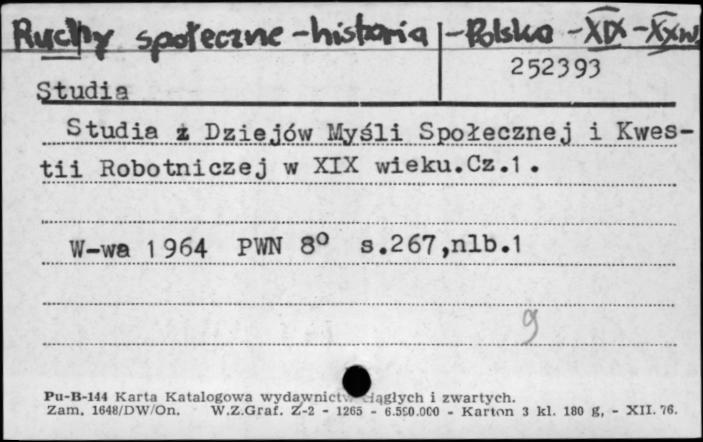 Ruchy społeczne - historia - Polska - XIX - XXw.
252393
Studia
Studia z Dziejów Myśli Społecznej i Kwes-
tii Robotniczej w XIX wieku.Cz.1.
W-wa 1964 PWN 8° s.267,nlb.1
9
Pu-B-144 Karta Katalogowa wydawnictw ciągłych i zwartych.
Zam. 1648/DW/On. W.Z.Graf. Z-2 - 1265 - 6.550.000 - Karton 3 kl. 180 g, - XII. 76.